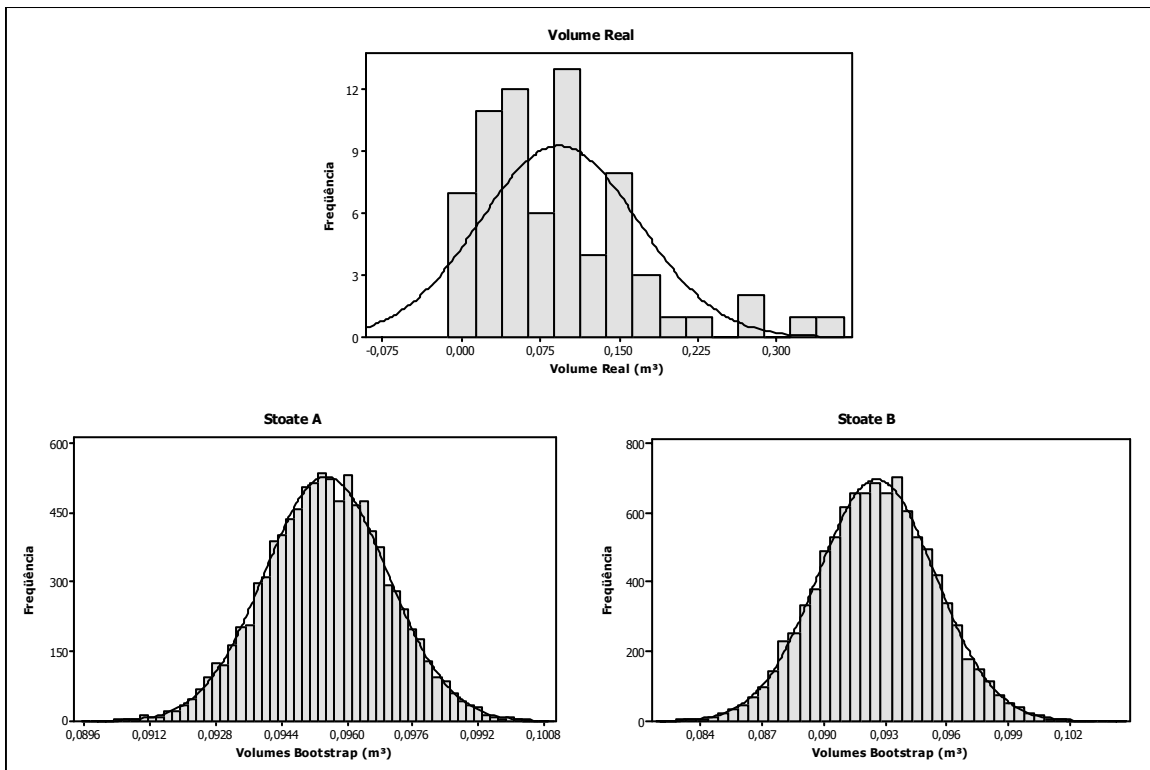 Volume Real
Freqüência
12
9
6
3
0
-0,075 0,000 0,075 0,150 0,225 0,300
Volume Real (m³)
Stoate A
Freqüência
600
450
300
150
0
0,0896 0,0912 0,0928 0,0944 0,0960 0,0976 0,0992 0,1008
Volumes Bootstrap (m³)
Stoate B
Freqüência
800
600
400
200
0
0,084 0,087 0,090 0,093 0,096 0,099 0,102
Volumes Bootstrap (m³)